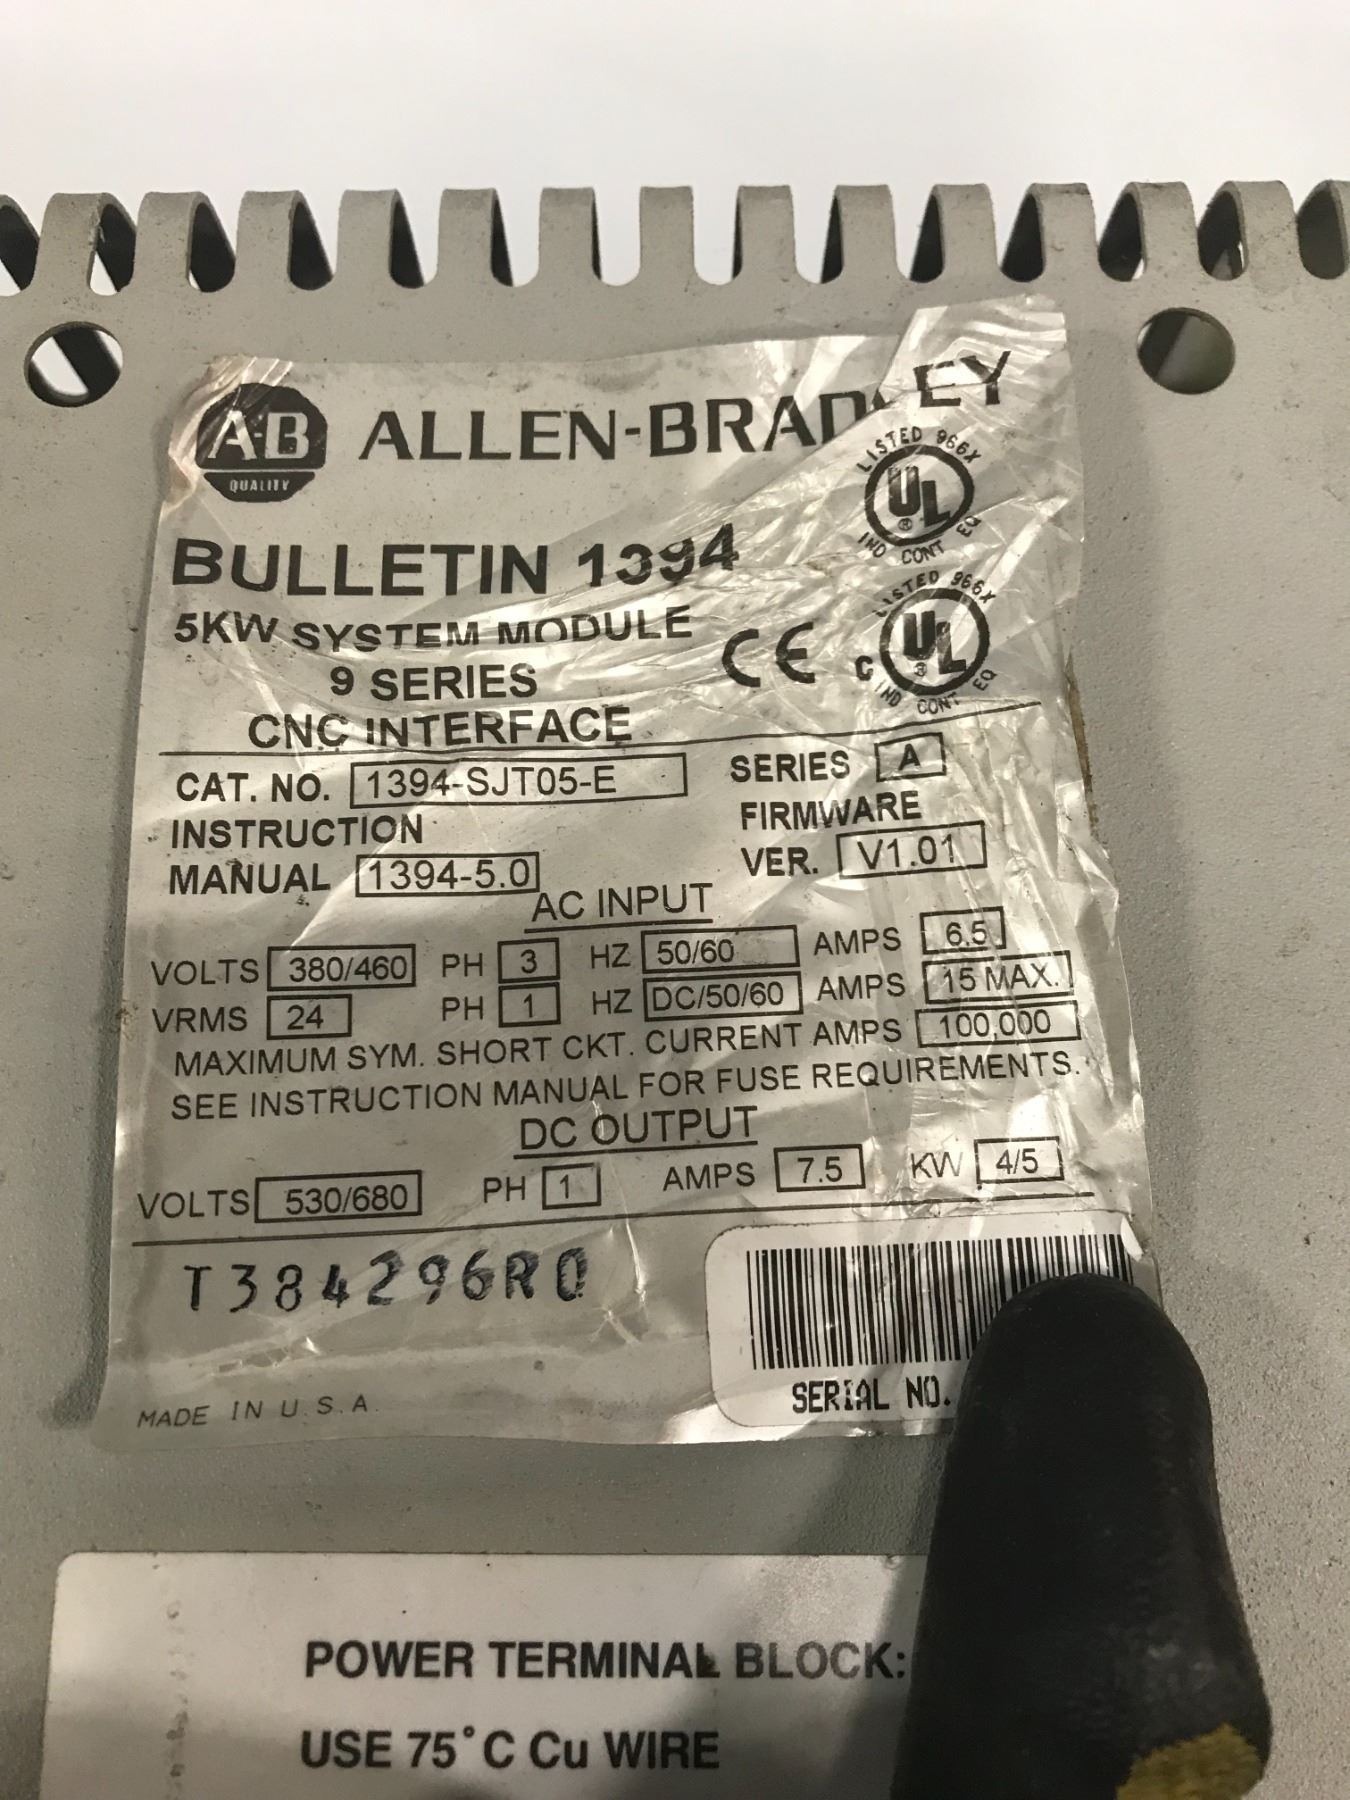 A-B QUALITY ALLEN-BRADLEY
LISTED 966X
UL ®
IND CONT EQ
BULLETIN 1394
5KW SYSTEM MODULE
9 SERIES
CNC INTERFACE
CE
LISTED 966X
C UL ®
IND CONT EQ
CAT. NO. 1394-SJT05-E SERIES A
INSTRUCTION MANUAL 1394-5.0 FIRMWARE VER. V1.01
AC INPUT
VOLTS 380/460 PH 3 HZ 50/60 AMPS 6.5
VRMS 24 PH 1 HZ DC/50/60 AMPS 15 MAX.
MAXIMUM SYM. SHORT CKT. CURRENT AMPS 100,000
SEE INSTRUCTION MANUAL FOR FUSE REQUIREMENTS.
DC OUTPUT
VOLTS 530/680 PH 1 AMPS 7.5 KW 4/5
T384296R0
SERIAL NO.
MADE IN U.S.A.
POWER TERMINAL BLOCK:
USE 75°C Cu WIRE